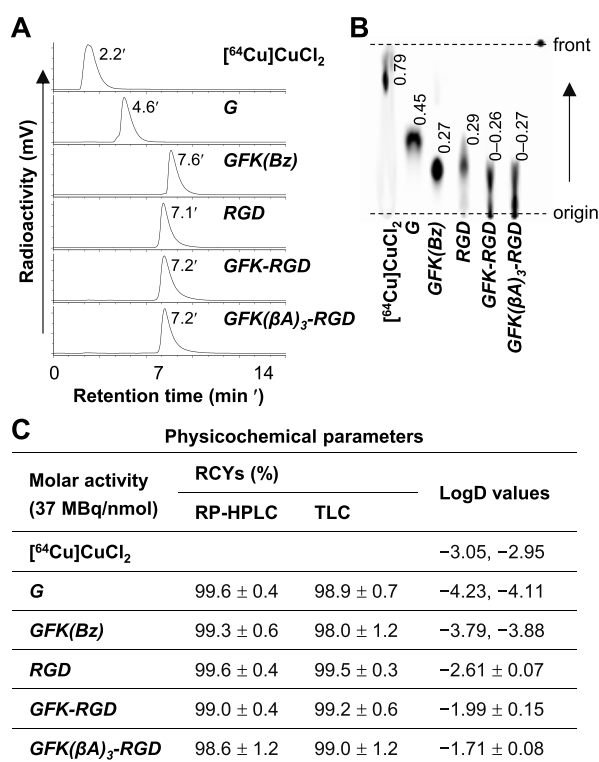 A
Radioactivity (mV)
2.2′ [⁶⁴Cu]CuCl₂
4.6′ G
7.6′ GFK(Bz)
7.1′ RGD
7.2′ GFK-RGD
7.2′ GFK(βA)₃-RGD
0 7 14
Retention time (min ′)
B
front
0.79
0.45
0.27
0.29
0–0.26
0–0.27
origin
[⁶⁴Cu]CuCl₂
G
GFK(Bz)
RGD
GFK-RGD
GFK(βA)₃-RGD
C
Physicochemical parameters
Molar activity
(37 MBq/nmol)
RCYs (%)
RP-HPLC TLC
LogD values
[⁶⁴Cu]CuCl₂ −3.05, −2.95
G 99.6 ± 0.4 98.9 ± 0.7 −4.23, −4.11
GFK(Bz) 99.3 ± 0.6 98.0 ± 1.2 −3.79, −3.88
RGD 99.6 ± 0.4 99.5 ± 0.3 −2.61 ± 0.07
GFK-RGD 99.0 ± 0.4 99.2 ± 0.6 −1.99 ± 0.15
GFK(βA)₃-RGD 98.6 ± 1.2 99.0 ± 1.2 −1.71 ± 0.08